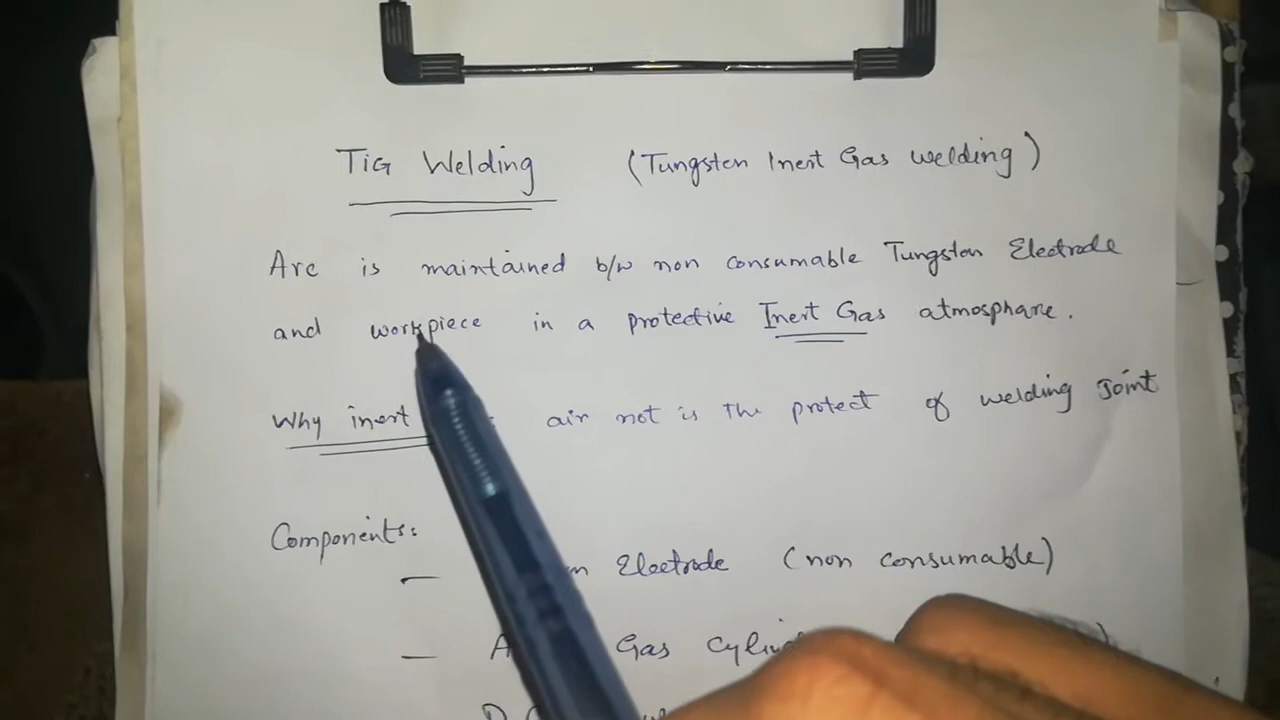 TIG Welding (Tungsten Inert Gas welding)
Arc is maintained b/w non consumable Tungston Electrode
and workpiece in a protective Inert Gas atmosphare.
Why inert air not is the protect of welding Joint
Components:
— Electrode (non consumable)
— Gas